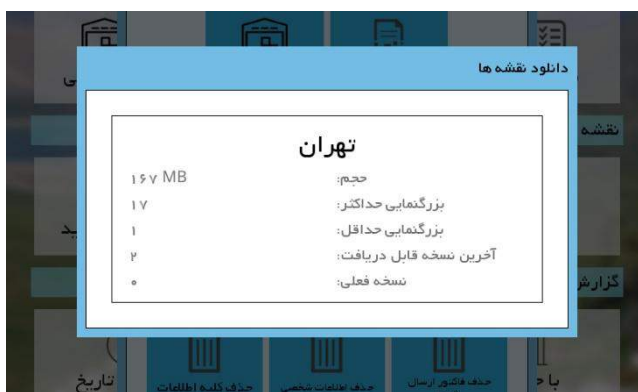 دانلود نقشه ها
تهران
حجم: ۱۶۷ MB
بزرگنمایی حداکثر: ۱۷
بزرگنمایی حداقل: ۱
آخرین نسخه قابل دریافت: ۲
نسخه فعلی: ۰
نقشه
گزارش
تاریخ
حذف فاکتور ارسال
حذف اطلاعات شخصی
حذف کلیه اطلاعات